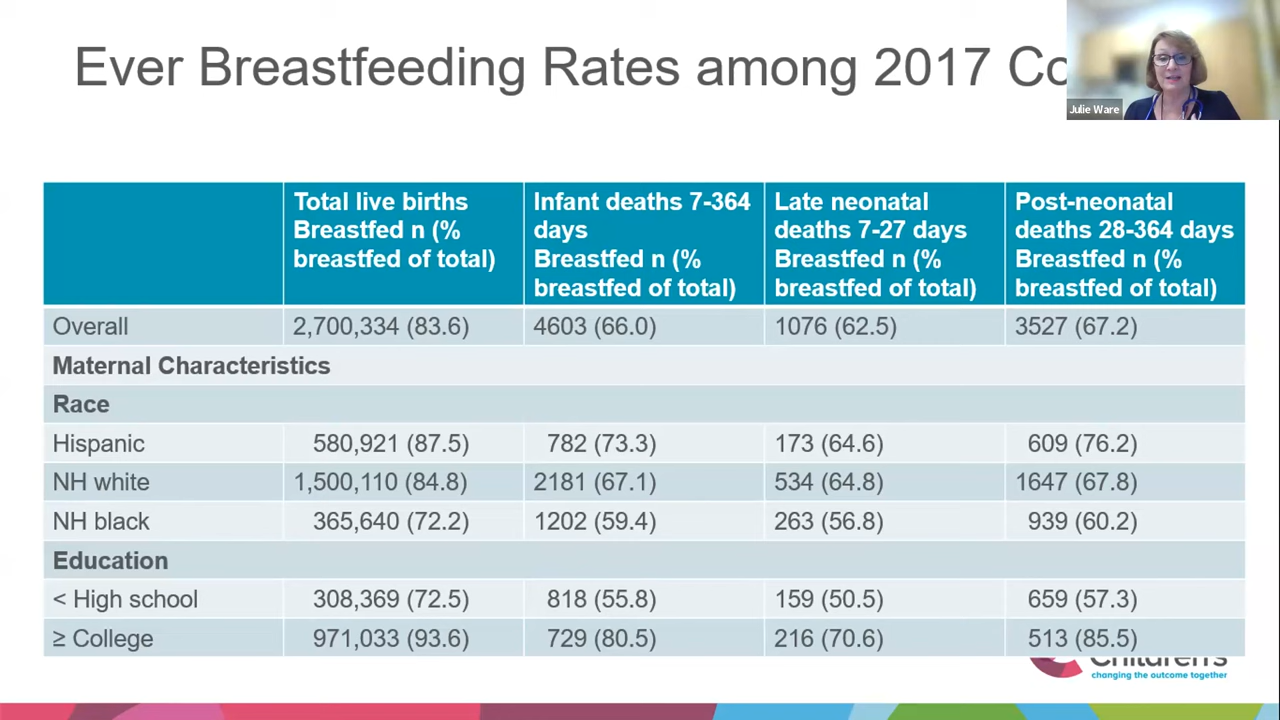 Ever Breastfeeding Rates among 2017
Julie Ware
Total live births
Breastfed n (%
breastfed of total)
Infant deaths 7-364
days
Breastfed n (%
breastfed of total)
Late neonatal
deaths 7-27 days
Breastfed n (%
breastfed of total)
Post-neonatal
deaths 28-364 days
Breastfed n (%
breastfed of total)
Overall 2,700,334 (83.6) 4603 (66.0) 1076 (62.5) 3527 (67.2)
Maternal Characteristics
Race
Hispanic 580,921 (87.5) 782 (73.3) 173 (64.6) 609 (76.2)
NH white 1,500,110 (84.8) 2181 (67.1) 534 (64.8) 1647 (67.8)
NH black 365,640 (72.2) 1202 (59.4) 263 (56.8) 939 (60.2)
Education
< High school 308,369 (72.5) 818 (55.8) 159 (50.5) 659 (57.3)
≥ College 971,033 (93.6) 729 (80.5) 216 (70.6) 513 (85.5)
Children's
changing the outcome together